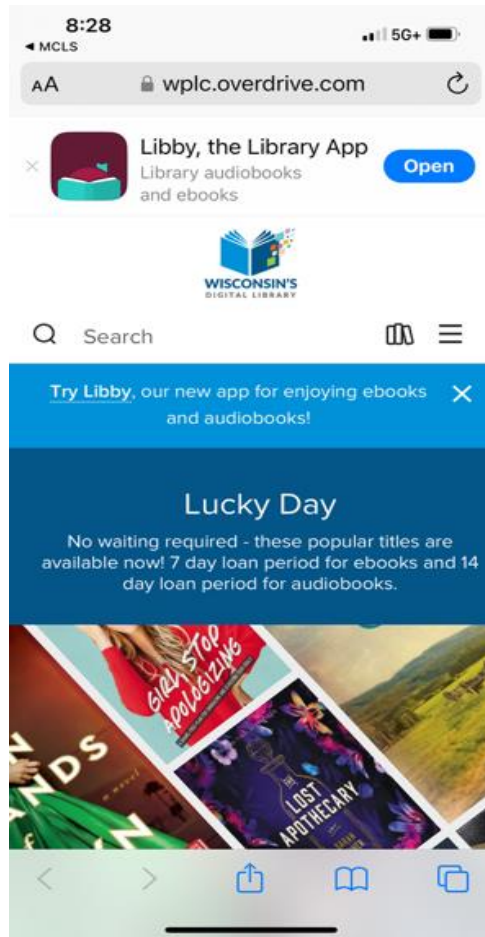 8:28
5G+
◄ MCLS
AA
wplc.overdrive.com
Libby, the Library App
Library audiobooks
and ebooks
Open
WISCONSIN'S
DIGITAL LIBRARY
Search
Try Libby, our new app for enjoying ebooks
and audiobooks!
Lucky Day
No waiting required - these popular titles are
available now! 7 day loan period for ebooks and 14
day loan period for audiobooks.
GIRL, STOP
APOLOGIZING
a novel
THE
LOST
APOTHECARY